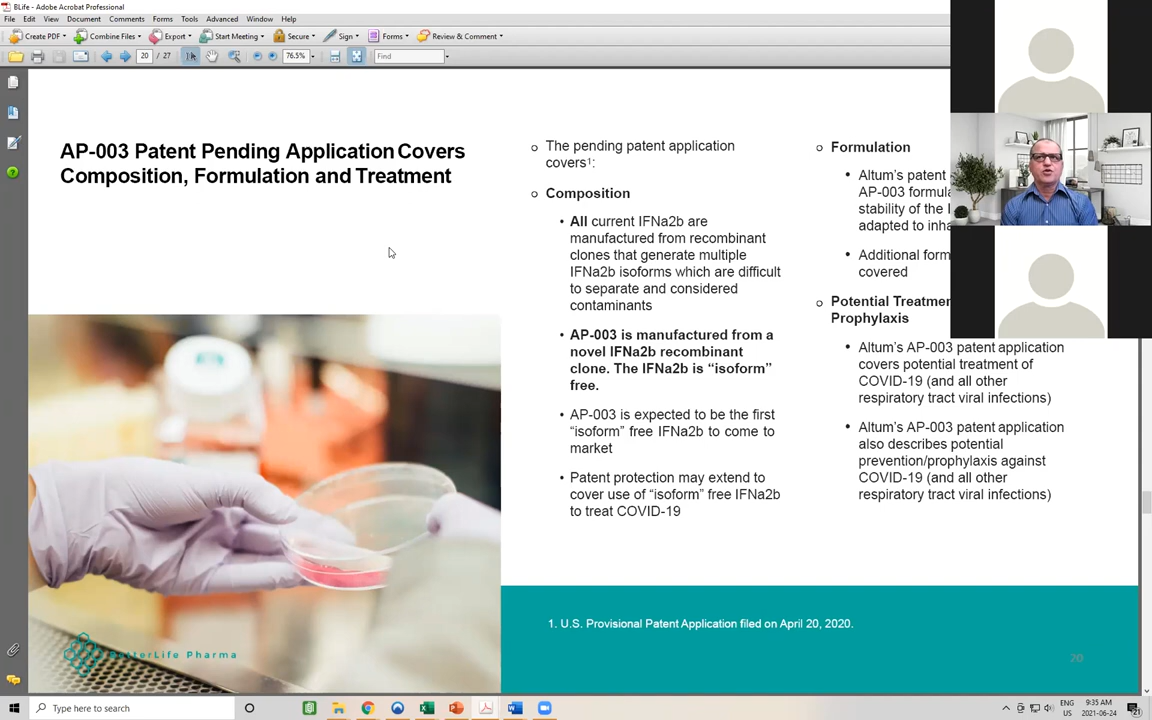 BLife - Adobe Acrobat Professional
File Edit View Document Comments Forms Tools Advanced Window Help
Create PDF Combine Files Export Start Meeting Secure Sign Forms Review & Comment
20 / 27 76.5% Find
AP-003 Patent Pending Application Covers
Composition, Formulation and Treatment
The pending patent application
covers1:
Composition
All current IFNa2b are
manufactured from recombinant
clones that generate multiple
IFNa2b isoforms which are difficult
to separate and considered
contaminants
AP-003 is manufactured from a
novel IFNa2b recombinant
clone. The IFNa2b is “isoform”
free.
AP-003 is expected to be the first
“isoform” free IFNa2b to come to
market
Patent protection may extend to
cover use of “isoform” free IFNa2b
to treat COVID-19
Formulation
Altum's patent
AP-003 formula
stability of the
adapted to inha
Additional form
covered
Potential Treatmen
Prophylaxis
Altum's AP-003 patent application
covers potential treatment of
COVID-19 (and all other
respiratory tract viral infections)
Altum's AP-003 patent application
also describes potential
prevention/prophylaxis against
COVID-19 (and all other
respiratory tract viral infections)
1. U.S. Provisional Patent Application filed on April 20, 2020.
BetterLife Pharma
20
Type here to search
ENG
US
9:35 AM
2021-06-24
21